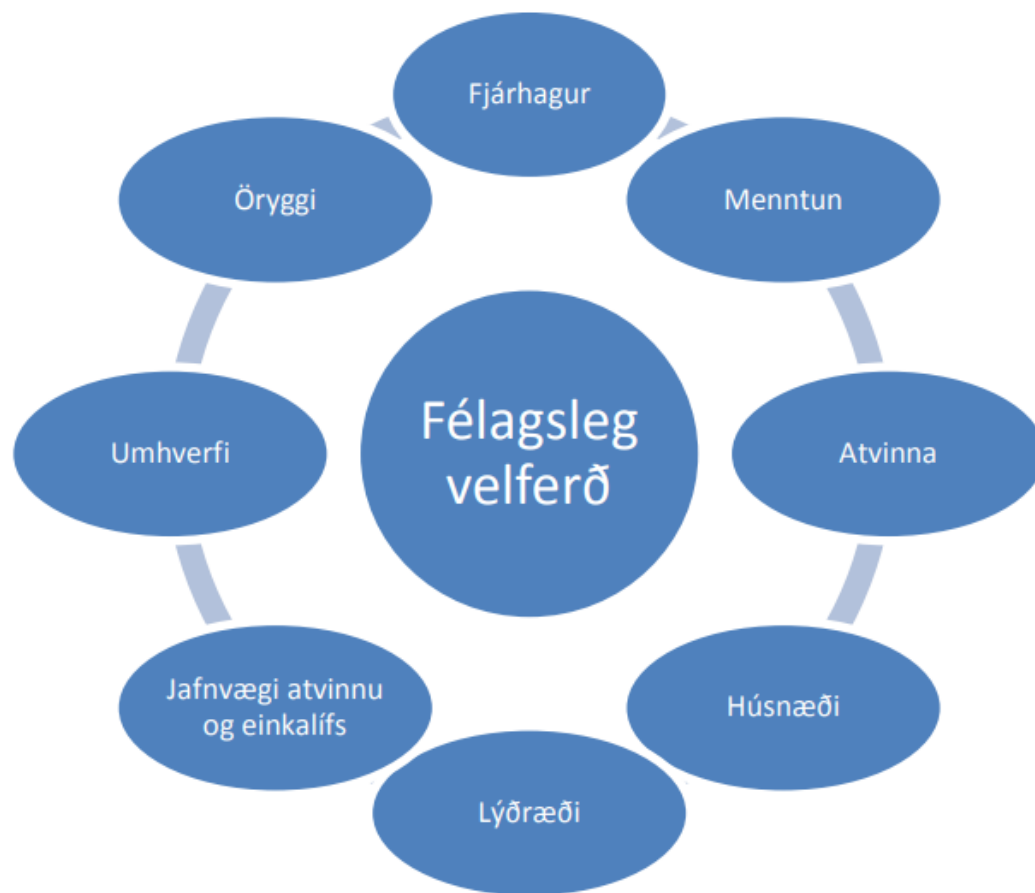 Fjárhagur
Menntun
Atvinna
Húsnæði
Lýðræði
Jafnvægi atvinnu
og einkalífs
Umhverfi
Öryggi
Félagsleg
velferð